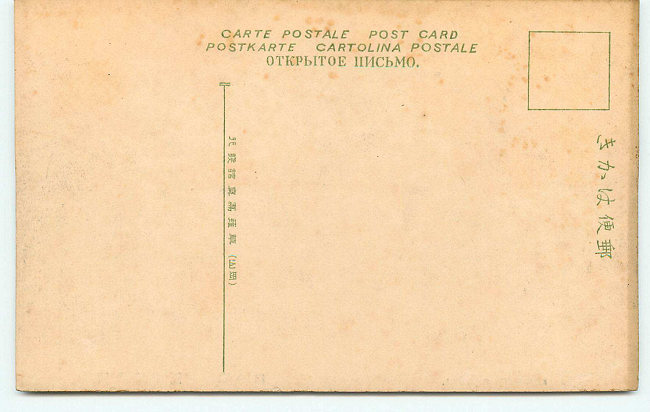 CARTE POSTALE POST CARD
POSTKARTE CARTOLINA POSTALE
ОТКРЫТОЕ ПИСЬМО.
郵便はかき